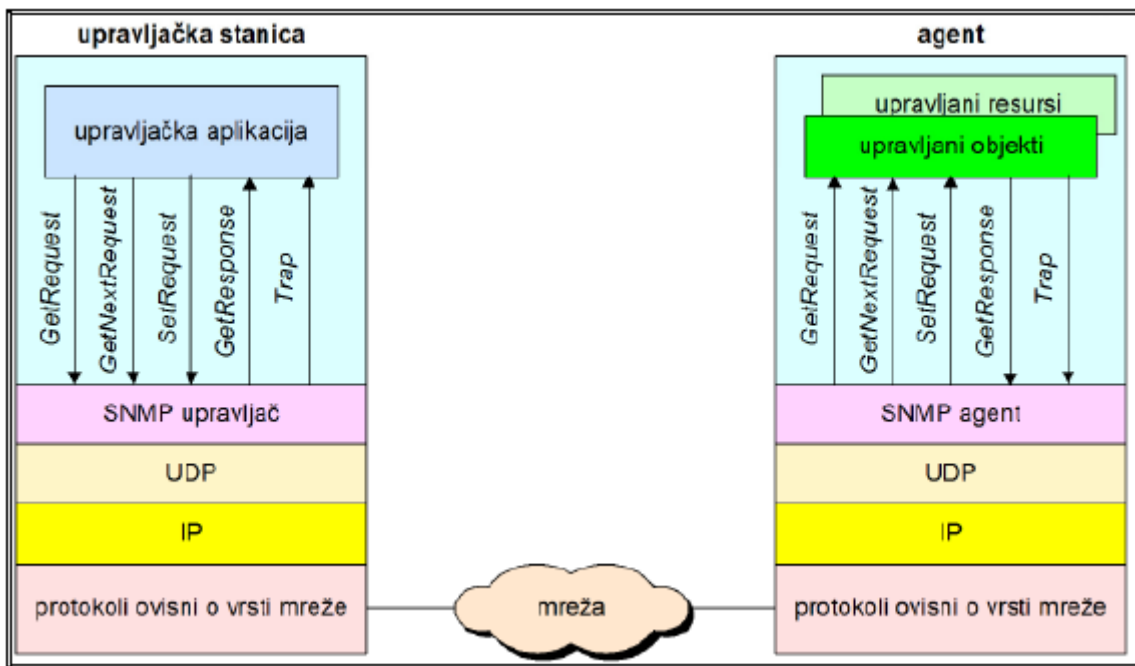 upravljačka stanica
agent
upravljačka aplikacija
upravljani resursi
upravljani objekti
GetRequest
GetNextRequest
SetRequest
GetResponse
Trap
GetRequest
GetNextRequest
SetRequest
GetResponse
Trap
SNMP upravljač
SNMP agent
UDP
UDP
IP
IP
protokoli ovisni o vrsti mreže
mreža
protokoli ovisni o vrsti mreže